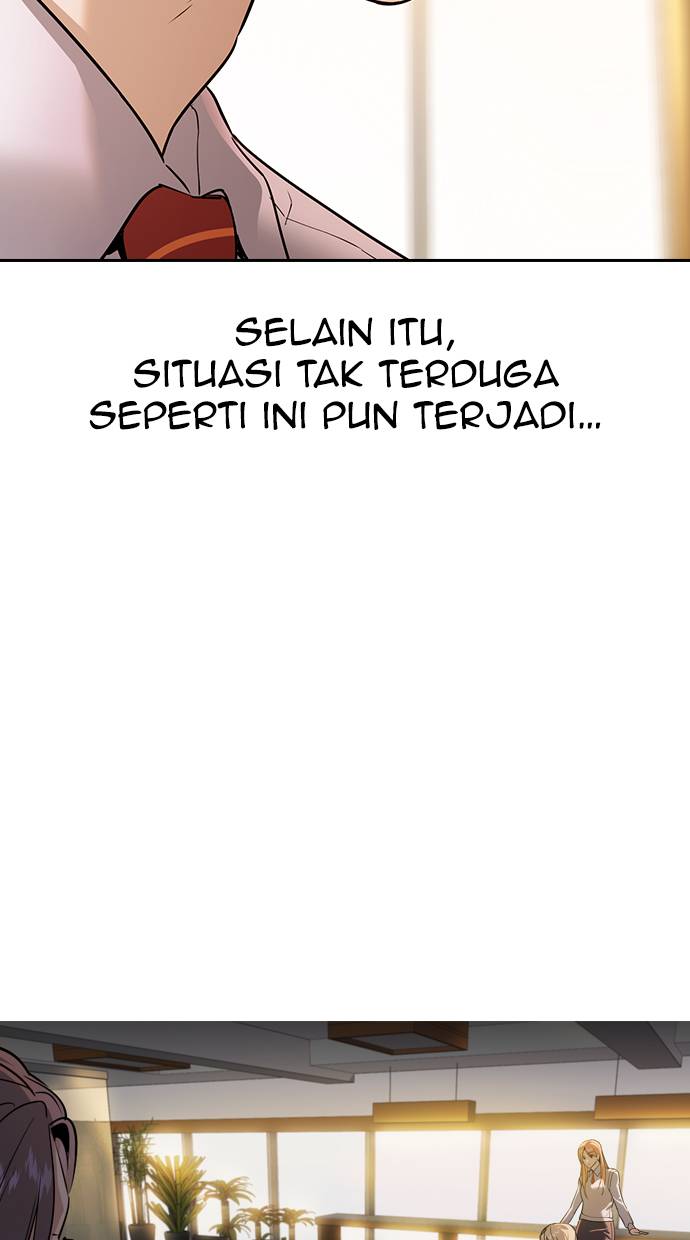 SELAIN ITU,
SITUASI TAK TERDUGA
SEPERTI INI PUN TERJADI...